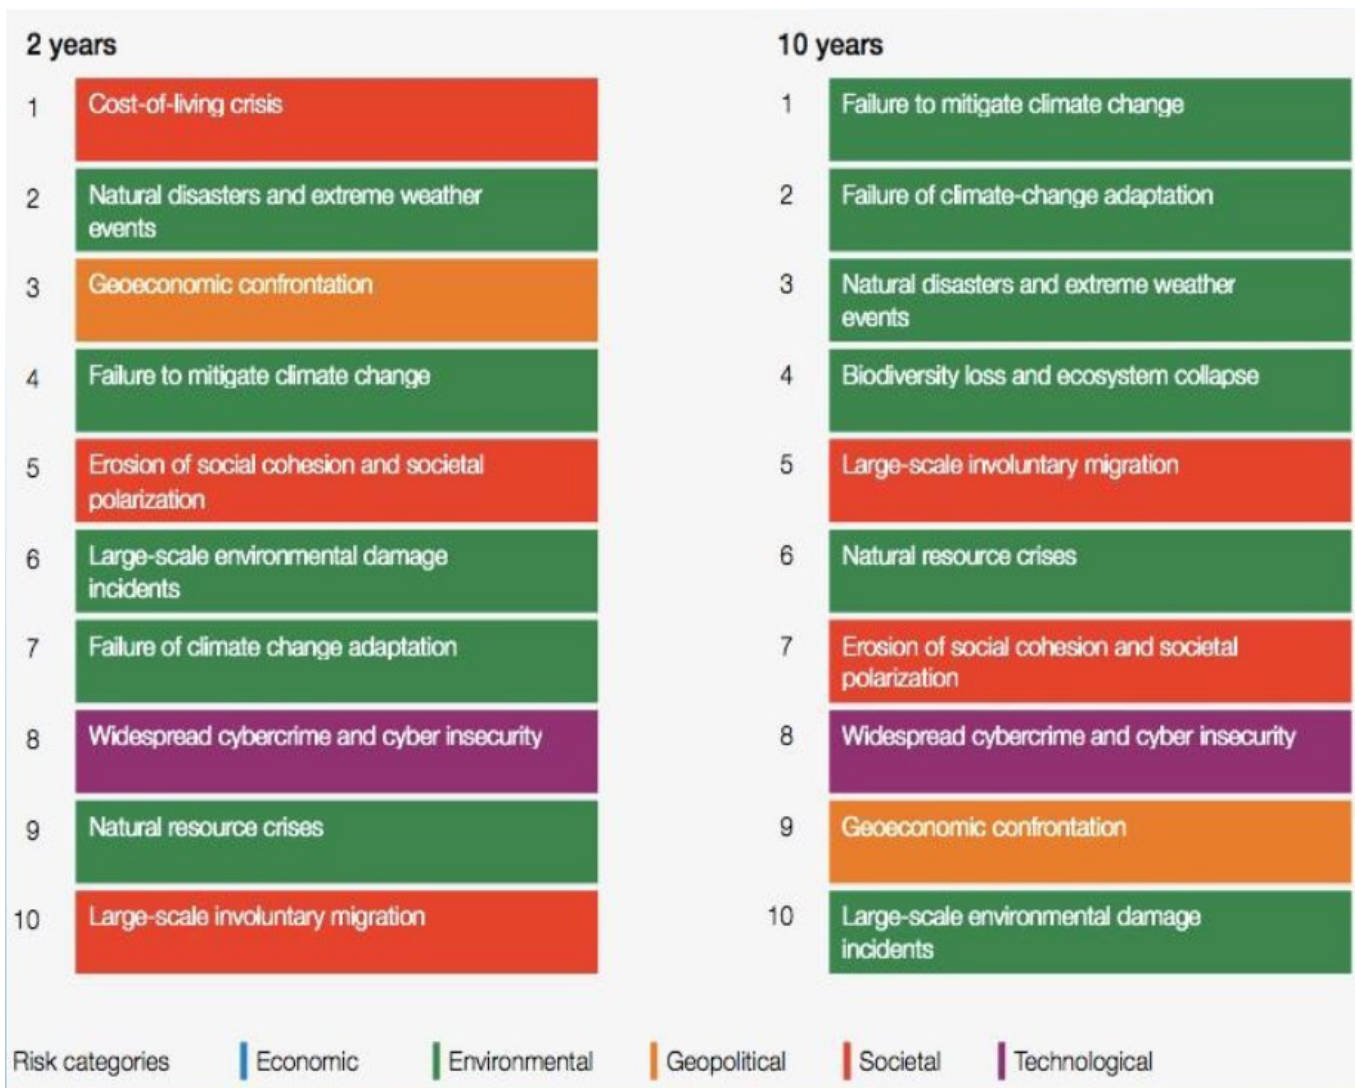 2 years
1
Cost-of-living crisis
2
Natural disasters and extreme weather
events
3
Geoeconomic confrontation
4
Failure to mitigate climate change
5
Erosion of social cohesion and societal
polarization
6
Large-scale environmental damage
incidents
7
Failure of climate change adaptation
8
Widespread cybercrime and cyber insecurity
9
Natural resource crises
10
Large-scale involuntary migration
10 years
1
Failure to mitigate climate change
2
Failure of climate-change adaptation
3
Natural disasters and extreme weather
events
4
Biodiversity loss and ecosystem collapse
5
Large-scale involuntary migration
6
Natural resource crises
7
Erosion of social cohesion and societal
polarization
8
Widespread cybercrime and cyber insecurity
9
Geoeconomic confrontation
10
Large-scale environmental damage
incidents
Risk categories Economic Environmental Geopolitical Societal Technological